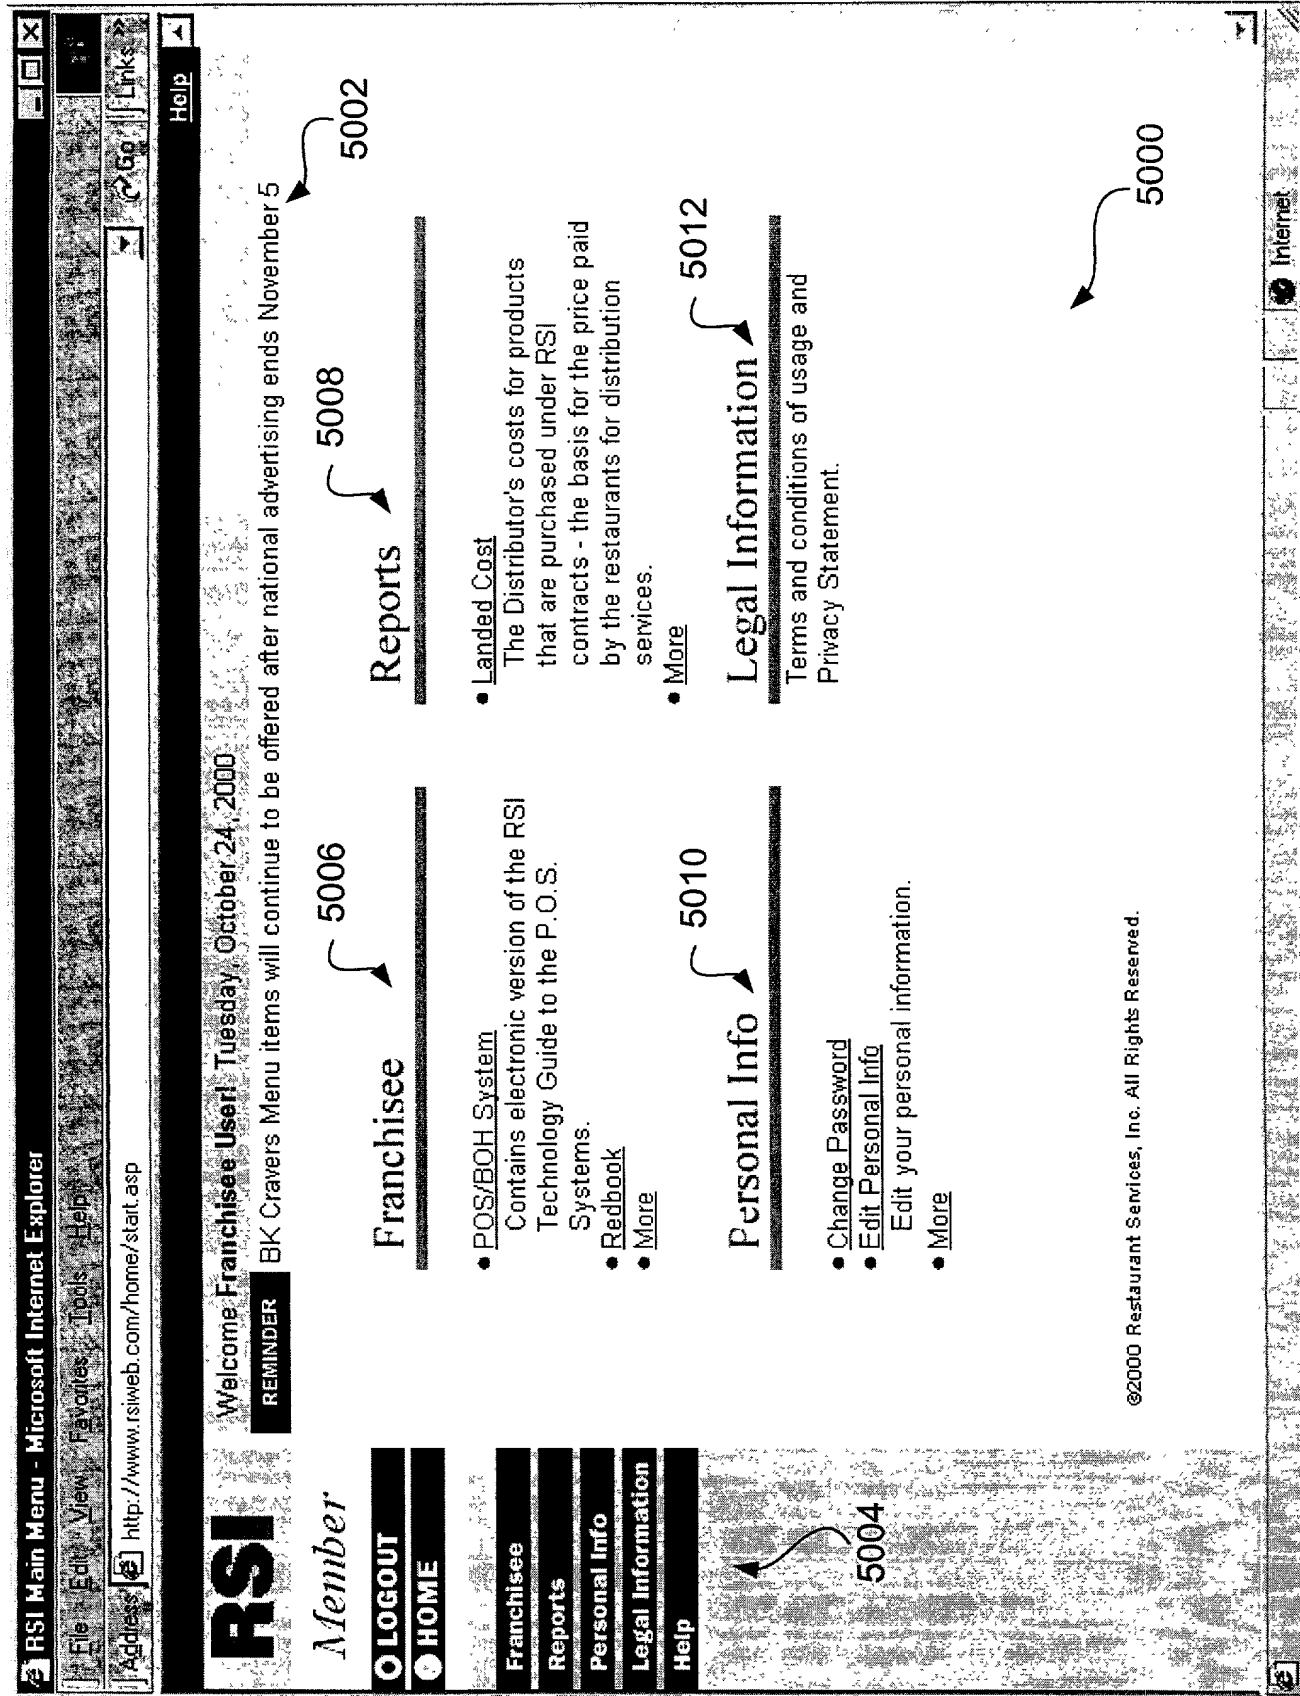 RSI Main Menu - Microsoft Internet Explorer
File Edit View Favorites Tools Help
Address http://www.rsiweb.com/home/start.asp Go Links »
Help
RSI
Welcome Franchisee User! Tuesday, October 24, 2000
REMINDER BK Cravers Menu items will continue to be offered after national advertising ends November 5
5002
Member
LOGOUT
HOME
Franchisee
Reports
Personal Info
Legal Information
Help
5004
5006
Franchisee
• POS/BOH System
Contains electronic version of the RSI
Technology Guide to the P.O.S.
Systems.
• Redbook
• More
5008
Reports
• Landed Cost
The Distributor's costs for products
that are purchased under RSI
contracts - the basis for the price paid
by the restaurants for distribution
services.
• More
5010
Personal Info
• Change Password
• Edit Personal Info
Edit your personal information.
• More
5012
Legal Information
Terms and conditions of usage and
Privacy Statement.
5000
©2000 Restaurant Services, Inc. All Rights Reserved.
Internet